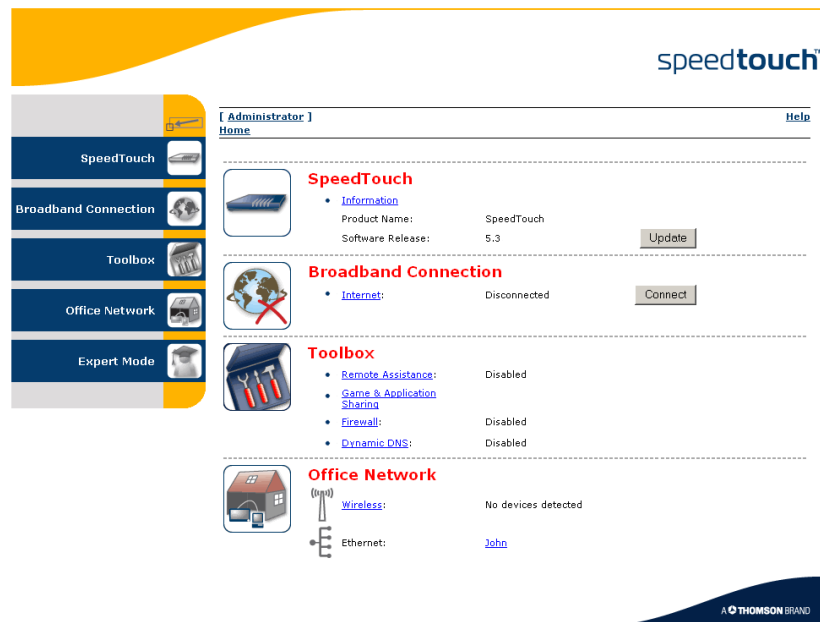 speedtouch™
[ Administrator ]
Home
Help
SpeedTouch
Broadband Connection
Toolbox
Office Network
Expert Mode
SpeedTouch
Information
Product Name: SpeedTouch
Software Release: 5.3 Update
Broadband Connection
Internet: Disconnected Connect
Toolbox
Remote Assistance: Disabled
Game & Application
Sharing
Firewall: Disabled
Dynamic DNS: Disabled
Office Network
Wireless: No devices detected
Ethernet: John
A THOMSON BRAND